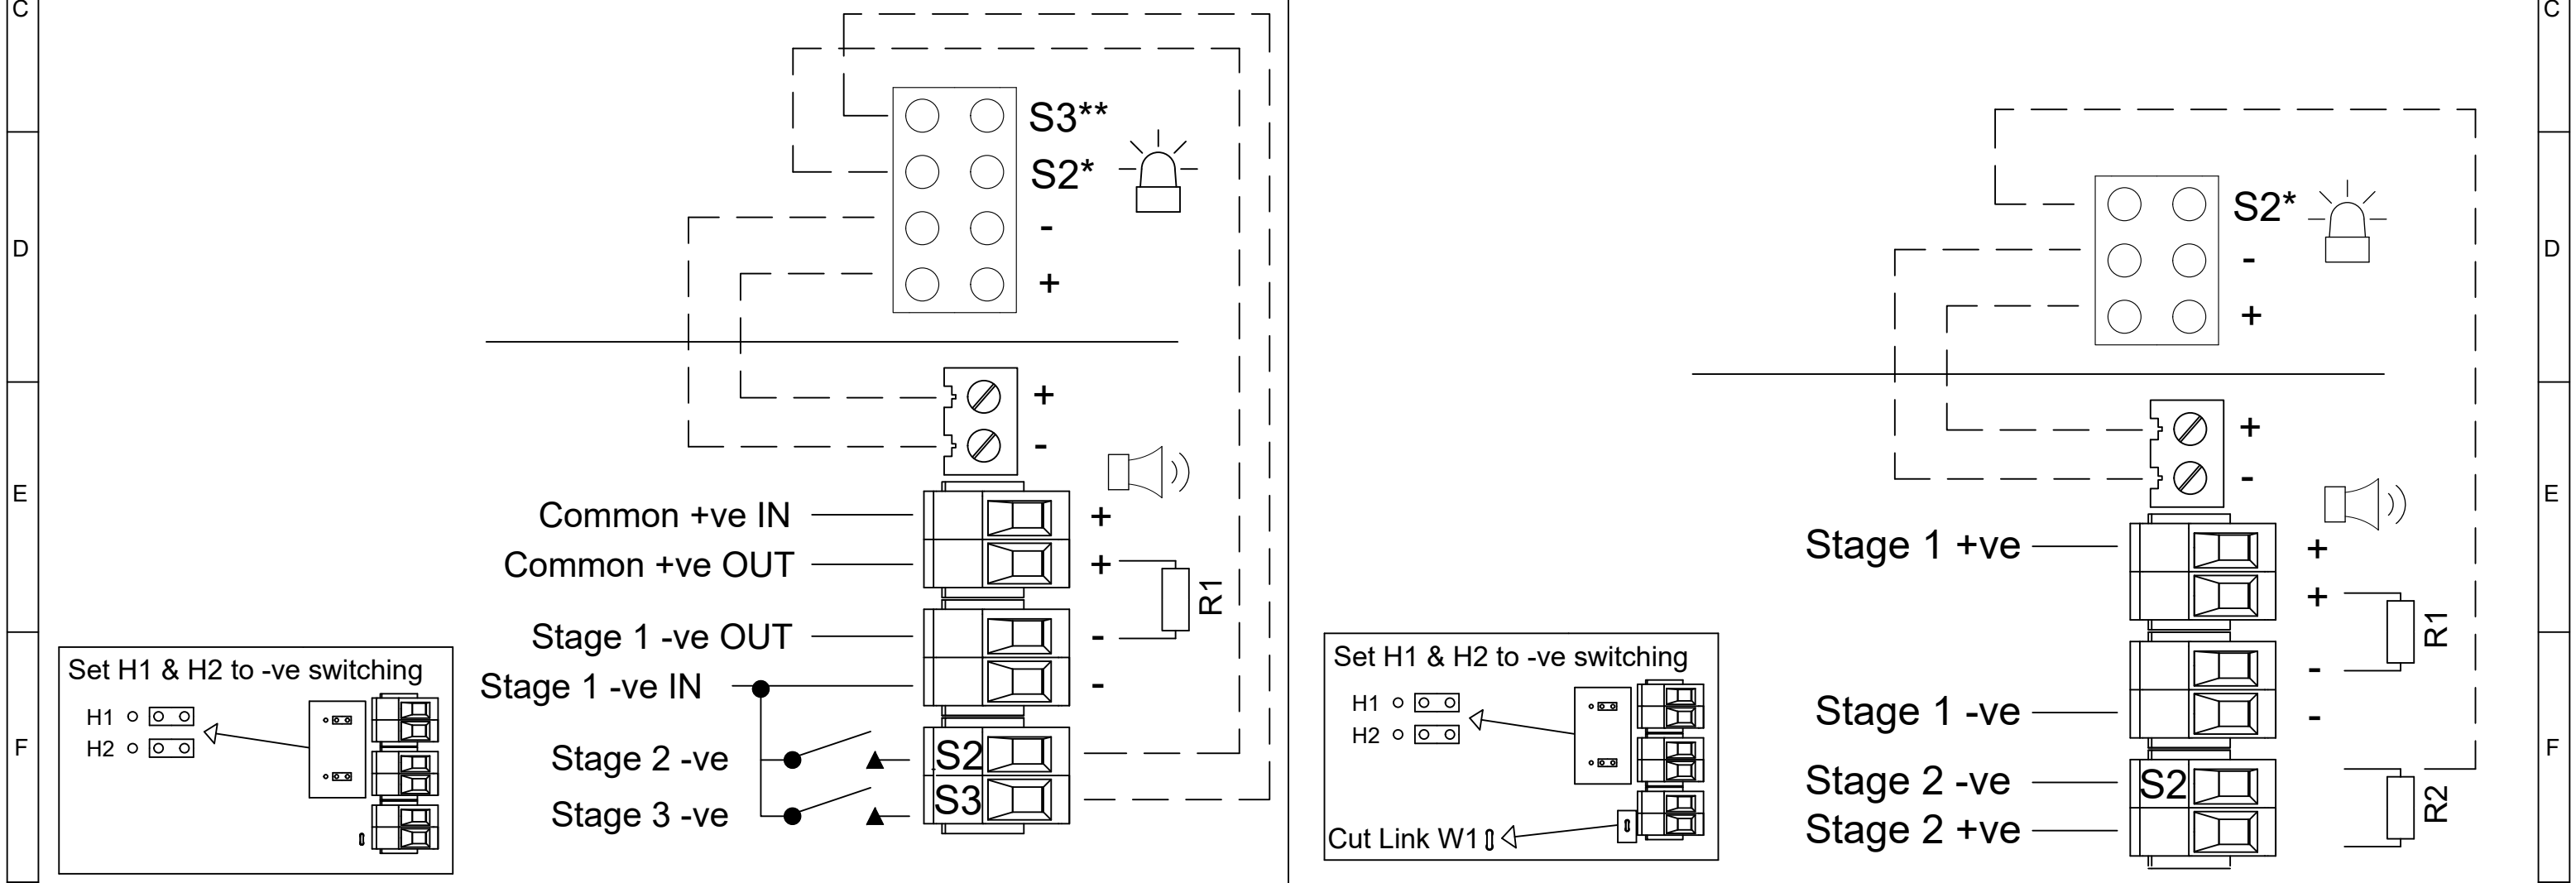 C
D
E
F
S3**
S2*
-
+
+
-
Common +ve IN
+
Common +ve OUT
+
R1
Stage 1 -ve OUT
-
Stage 1 -ve IN
-
Stage 2 -ve
S2
Stage 3 -ve
S3
Set H1 & H2 to -ve switching
H1
H2
S2*
-
+
+
-
Stage 1 +ve
+
+
R1
-
Stage 1 -ve
-
Stage 2 -ve
S2
R2
Stage 2 +ve
Set H1 & H2 to -ve switching
H1
H2
Cut Link W1
C
D
E
F